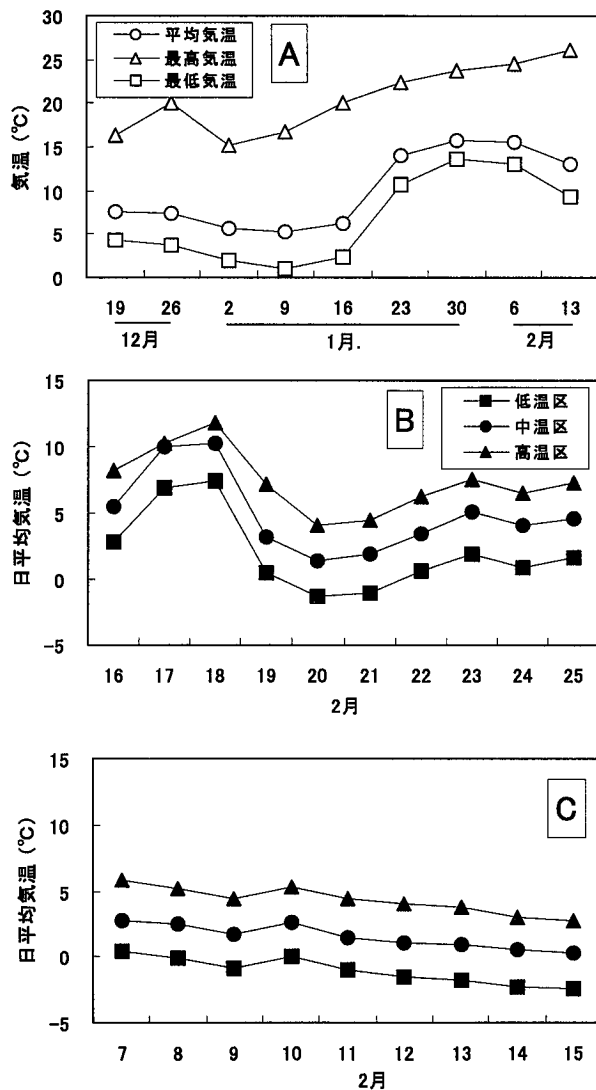 30
25
20
15
10
5
0
気温 (℃)
平均気温
最高気温
最低気温
A
19 26 2 9 16 23 30 6 13
12月 1月. 2月
15
10
5
0
-5
日平均気温 (℃)
B
低温区
中温区
高温区
16 17 18 19 20 21 22 23 24 25
2月
15
10
5
0
-5
日平均気温 (℃)
C
7 8 9 10 11 12 13 14 15
2月